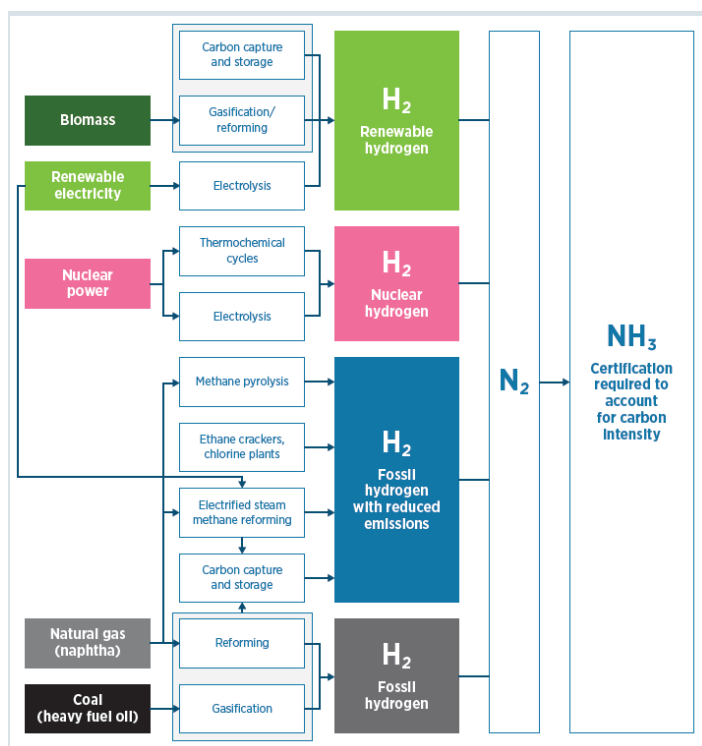 Carbon capture
and storage
Biomass
Gasification/
reforming
H2
Renewable
hydrogen
Renewable
electricity
Electrolysis
Nuclear
power
Thermochemical
cycles
Electrolysis
H2
Nuclear
hydrogen
Methane pyrolysis
Ethane crackers,
chlorine plants
Electrified steam
methane reforming
Carbon capture
and storage
H2
Fossil
hydrogen
with reduced
emissions
Natural gas
(naphtha)
Reforming
Coal
(heavy fuel oil)
Gasification
H2
Fossil
hydrogen
N2
NH3
Certification
required to
account
for carbon
intensity